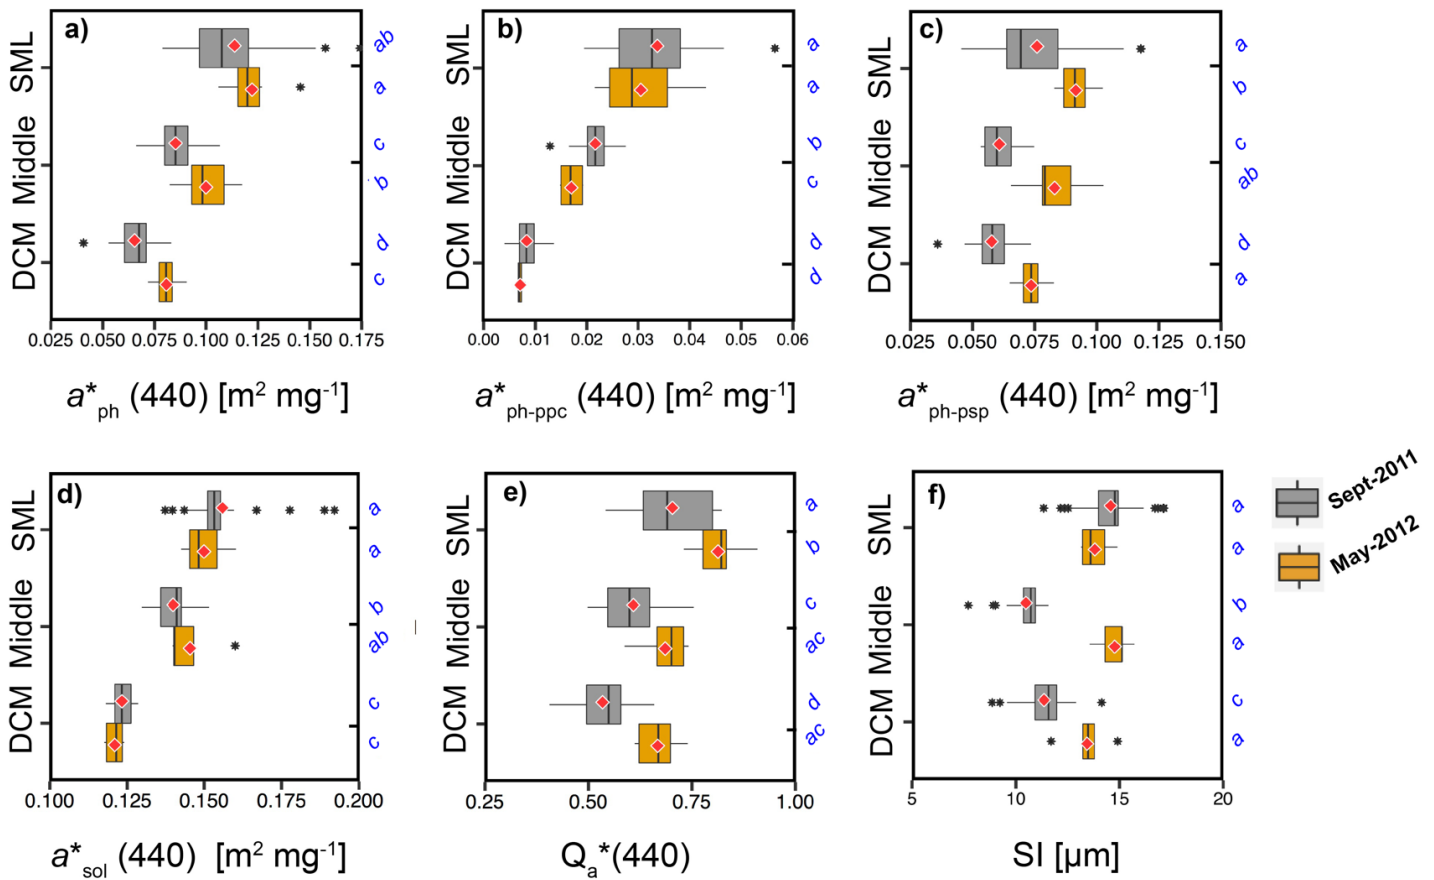 a)
SML
Middle
DCM
ab
a
c
b
d
c
0.025 0.050 0.075 0.100 0.125 0.150 0.175
a*ph (440) [m2 mg-1]
b)
a
a
b
c
d
d
0.00 0.01 0.02 0.03 0.04 0.05 0.06
a*ph-ppc (440) [m2 mg-1]
c)
SML
Middle
DCM
a
b
c
ab
d
a
0.025 0.050 0.075 0.100 0.125 0.150
a*ph-psp (440) [m2 mg-1]
d)
SML
Middle
DCM
a
a
b
ab
c
c
0.100 0.125 0.150 0.175 0.200
a*sol (440) [m2 mg-1]
e)
SML
Middle
DCM
a
b
c
ac
d
ac
0.25 0.50 0.75 1.00
Qa*(440)
f)
SML
Middle
DCM
a
a
b
a
c
a
5 10 15 20
SI [µm]
Sept-2011
May-2012